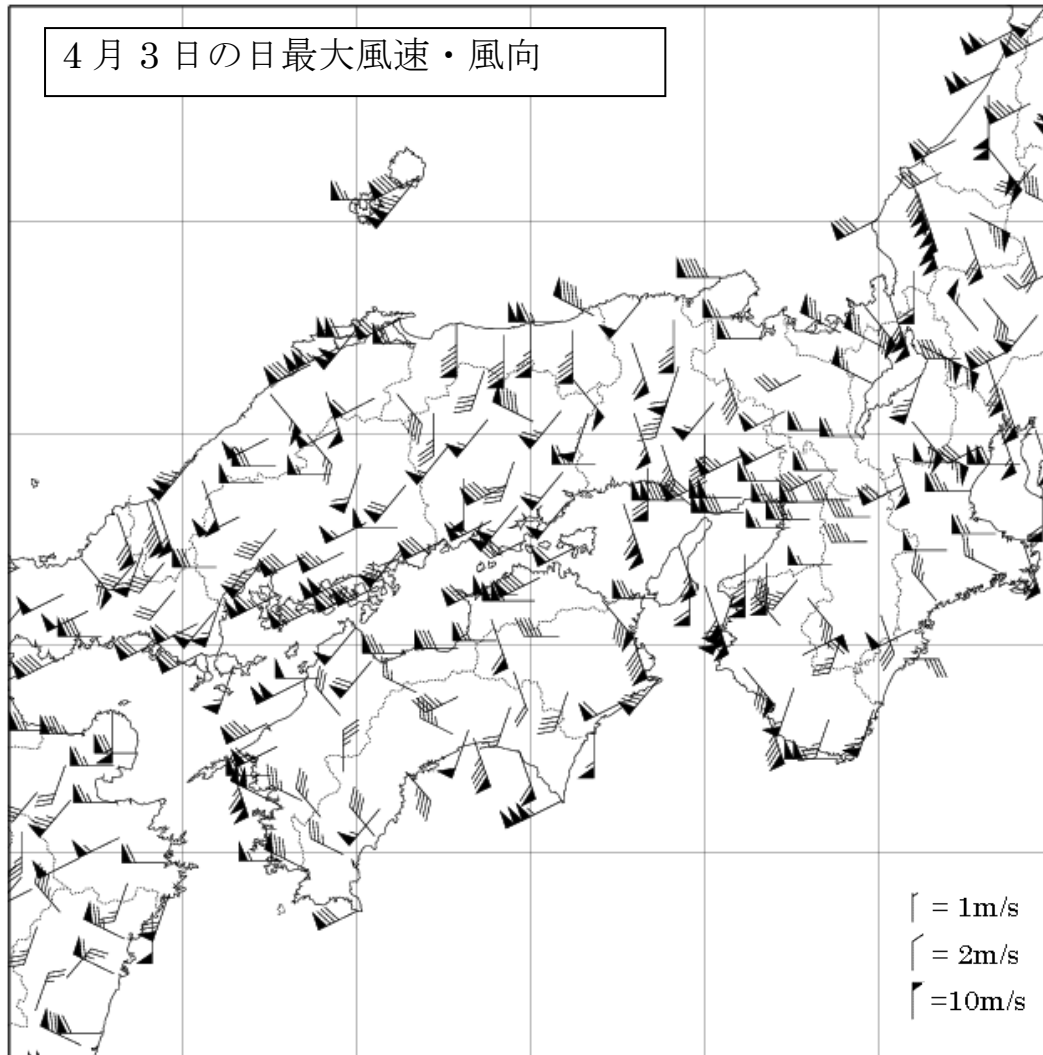 4月3日の日最大風速・風向
= 1m/s
= 2m/s
=10m/s